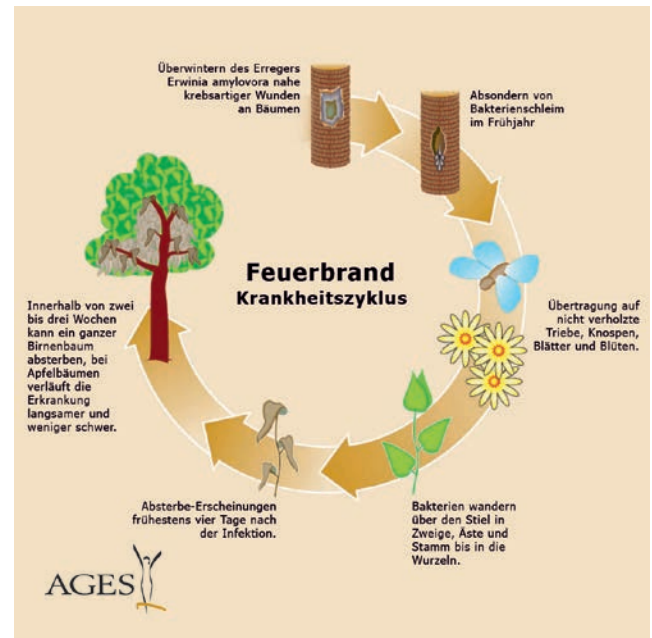 Überwintern des Erregers
Erwinia amylovora nahe
krebsartiger Wunden
an Bäumen
Absondern von
Bakterienschleim
im Frühjahr
Feuerbrand
Krankheitszyklus
Übertragung auf
nicht verholzte
Triebe, Knospen,
Blätter und Blüten.
Innerhalb von zwei
bis drei Wochen
kann ein ganzer
Birnenbaum
absterben, bei
Apfelbäumen
verläuft die
Erkrankung
langsamer und
weniger schwer.
Absterbe-Erscheinungen
frühestens vier Tage nach
der Infektion.
Bakterien wandern
über den Stiel in
Zweige, Äste und
Stamm bis in die
Wurzeln.
AGES